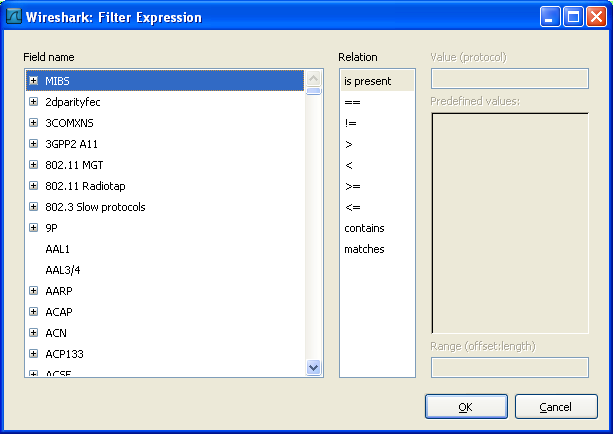 Wireshark: Filter Expression
Field name
MIBS
2dparityfec
3COMXNS
3GPP2 A11
802.11 MGT
802.11 Radiotap
802.3 Slow protocols
9P
AAL1
AAL3/4
AARP
ACAP
ACN
ACP133
ACSE
Relation
is present
==
!=
>
<
>=
<=
contains
matches
Value (protocol)
Predefined values:
Range (offset:length)
OK
Cancel